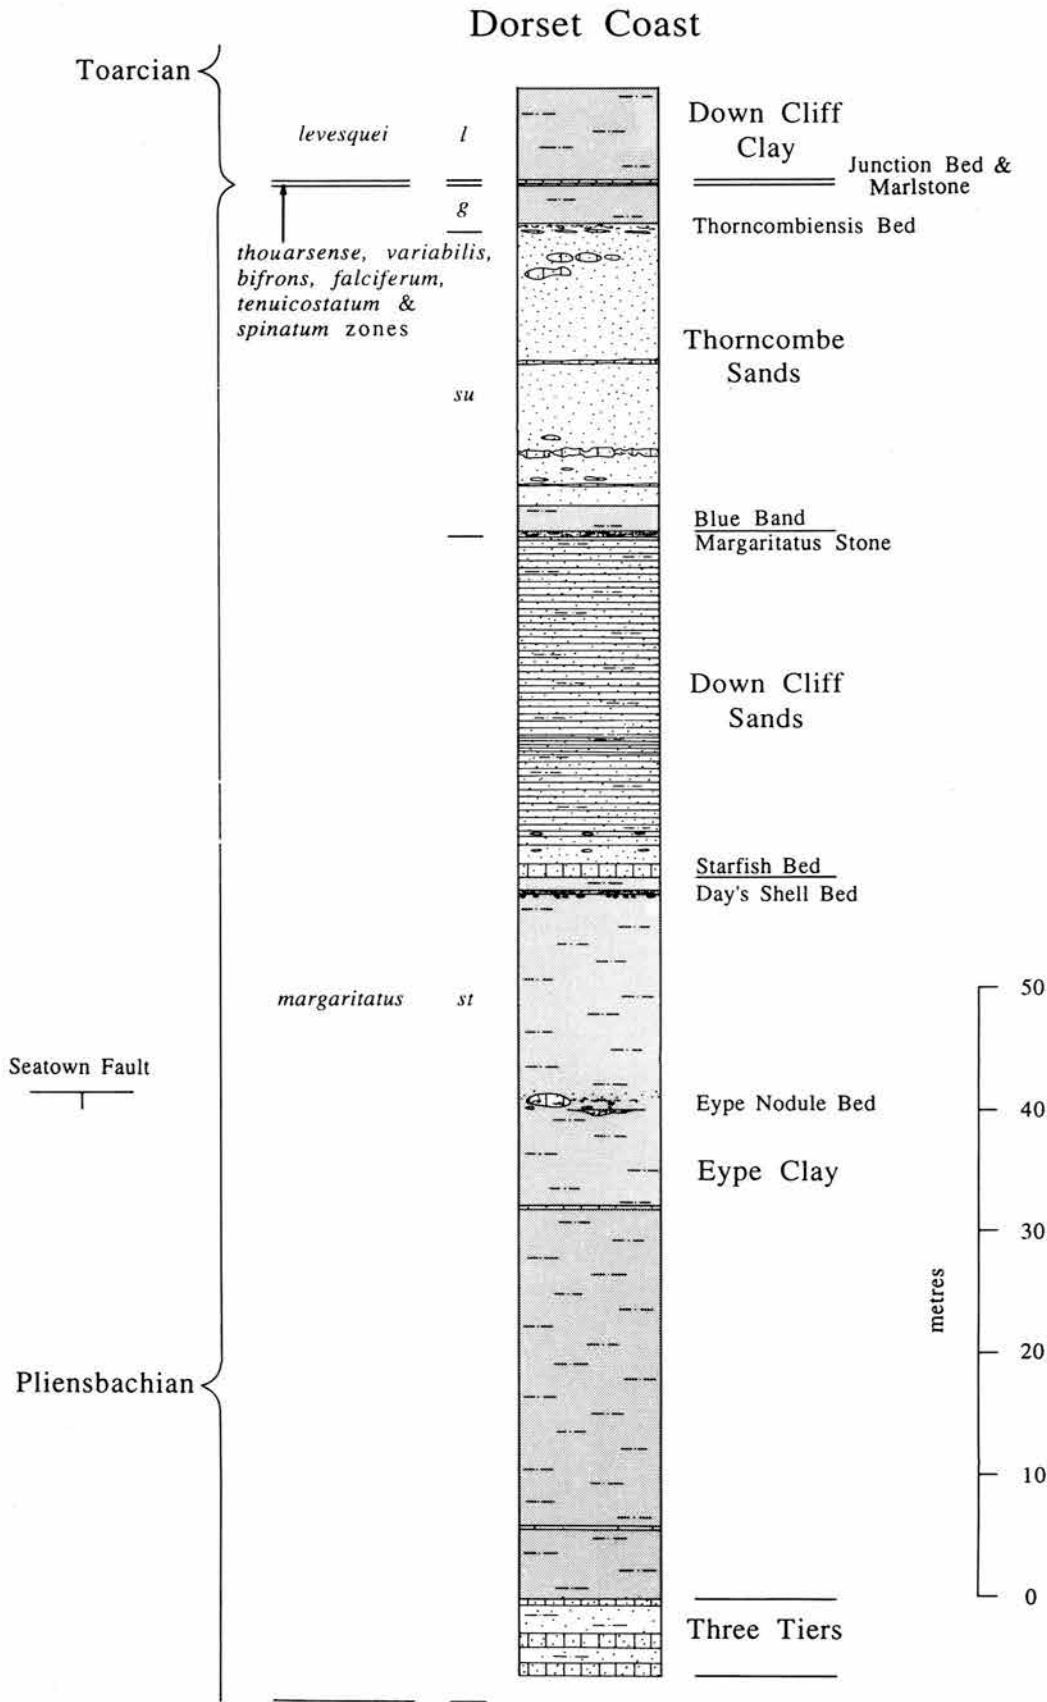 Dorset Coast
Toarcian
levesquei
l
Down Cliff
Clay
Junction Bed &
Marlstone
g
Thorncombiensis Bed
thouarsense, variabilis,
bifrons, falciferum,
tenuicostatum &
spinatum zones
Thorncombe
Sands
su
Blue Band
Margaritatus Stone
Down Cliff
Sands
Starfish Bed
Day's Shell Bed
margaritatus
st
50
Seatown Fault
Eype Nodule Bed
40
Eype Clay
30
metres
20
Pliensbachian
10
0
Three Tiers